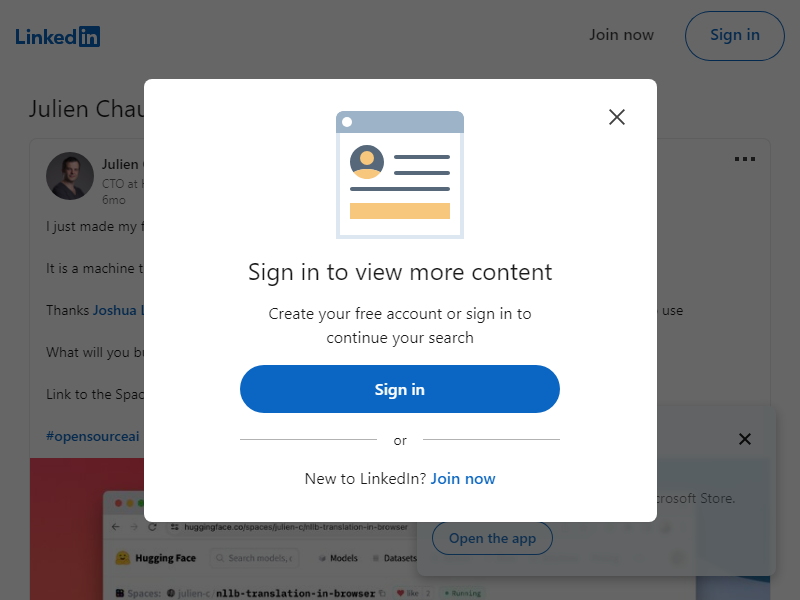 LinkedIn
Join now
Sign in
Julien Chau
Julien
CTO at
6mo
I just made my
It is a machine
Thanks Joshua
use
What will you
Link to the Spac
#opensourceai
Sign in to view more content
Create your free account or sign in to
continue your search
Sign in
or
New to LinkedIn? Join now
crosoft Store.
Open the app
huggingface.co/spaces/julien-c/nllb-translation-in-browser
Hugging Face
Search models,
Models
Datasets
Spaces:
julien-c/nllb-translation-in-browser
like 2
Running